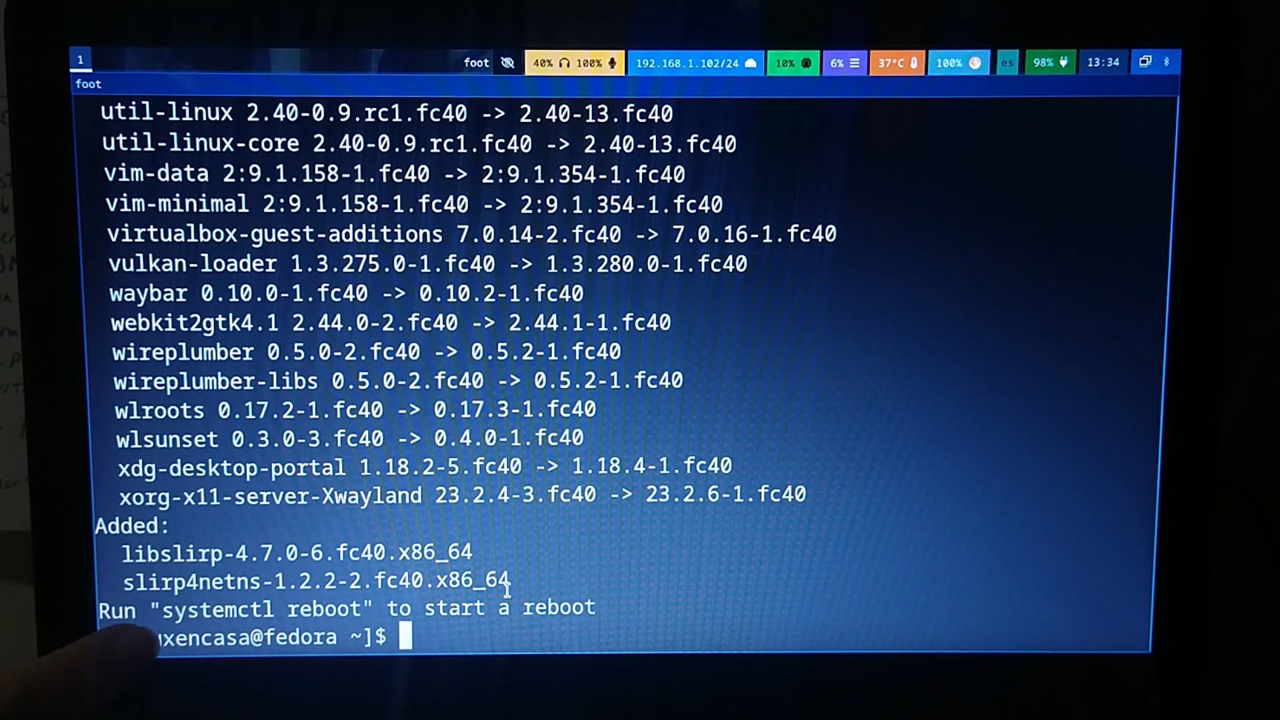 1
foot 40% 100% 192.168.1.102/24 10% 6% 37°C 100% es 98% 13:34
foot
util-linux 2.40-0.9.rc1.fc40 -> 2.40-13.fc40
util-linux-core 2.40-0.9.rc1.fc40 -> 2.40-13.fc40
vim-data 2:9.1.158-1.fc40 -> 2:9.1.354-1.fc40
vim-minimal 2:9.1.158-1.fc40 -> 2:9.1.354-1.fc40
virtualbox-guest-additions 7.0.14-2.fc40 -> 7.0.16-1.fc40
vulkan-loader 1.3.275.0-1.fc40 -> 1.3.280.0-1.fc40
waybar 0.10.0-1.fc40 -> 0.10.2-1.fc40
webkit2gtk4.1 2.44.0-2.fc40 -> 2.44.1-1.fc40
wireplumber 0.5.0-2.fc40 -> 0.5.2-1.fc40
wireplumber-libs 0.5.0-2.fc40 -> 0.5.2-1.fc40
wlroots 0.17.2-1.fc40 -> 0.17.3-1.fc40
wlsunset 0.3.0-3.fc40 -> 0.4.0-1.fc40
xdg-desktop-portal 1.18.2-5.fc40 -> 1.18.4-1.fc40
xorg-x11-server-Xwayland 23.2.4-3.fc40 -> 23.2.6-1.fc40
Added:
libslirp-4.7.0-6.fc40.x86_64
slirp4netns-1.2.2-2.fc40.x86_64
Run "systemctl reboot" to start a reboot
uxencasa@fedora ~]$